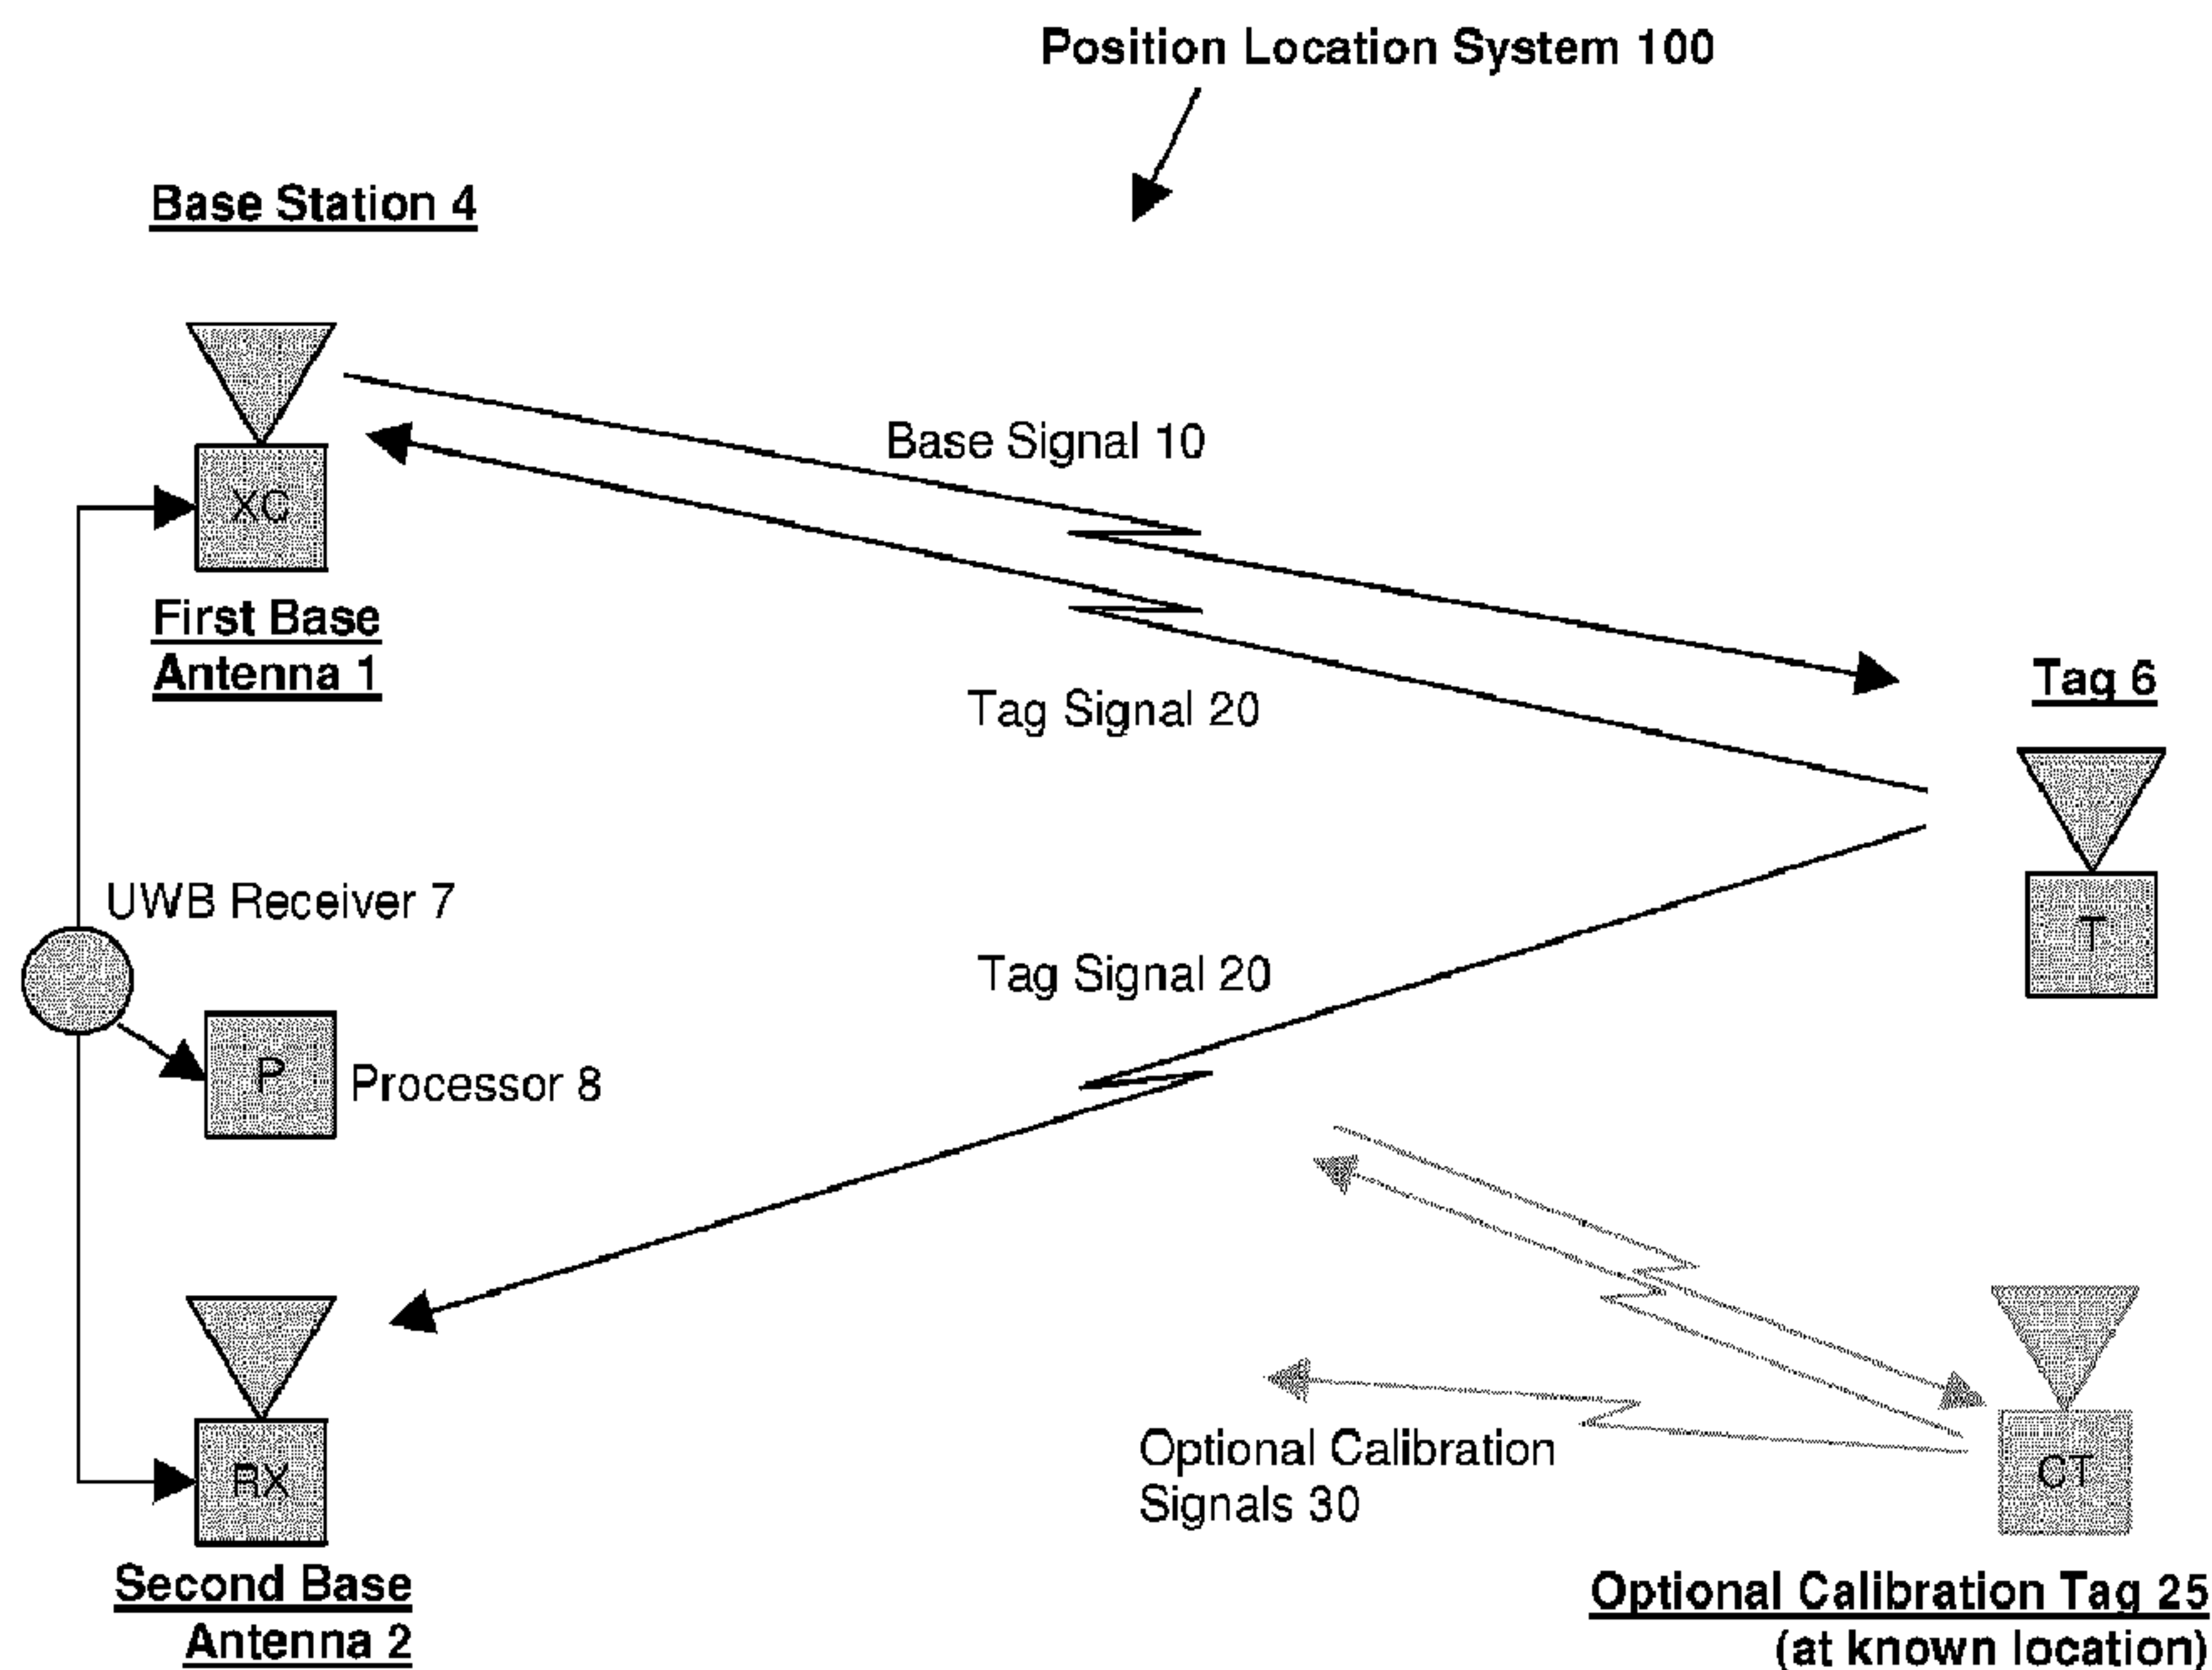 Position Location System 100
Base Station 4
Base Signal 10
XC
First Base
Antenna 1
Tag 6
Tag Signal 20
UWB Receiver 7
T
Tag Signal 20
P
Processor 8
Optional Calibration
Signals 30
CT
RX
Second Base
Antenna 2
Optional Calibration Tag 25
(at known location)